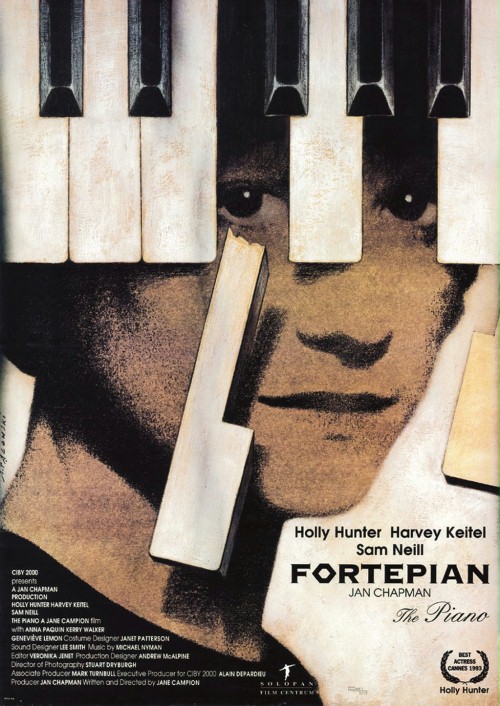 Holly Hunter Harvey Keitel
Sam Neill
FORTEPIAN
JAN CHAPMAN
The Piano
CIBY 2000
presents
A JAN CHAPMAN
PRODUCTION
HOLLY HUNTER HARVEY KEITEL
SAM NEILL
THE PIANO A JANE CAMPION film
with ANNA PAQUIN KERRY WALKER
GENEVIÈVE LEMON Costume Designer JANET PATTERSON
Sound Designer LEE SMITH Music by MICHAEL NYMAN
Editor VERONIKA JENET Production Designer ANDREW McALPINE
Director of Photography STUART DRYBURGH
Associate Producer MARK TURNBULL Executive Producer for CIBY 2000 ALAIN DEPARDIEU
Producer JAN CHAPMAN Written and Directed by JANE CAMPION
SOLOPAN
FILM CENTRUM
BEST
ACTRESS
CANNES 1993
Holly Hunter